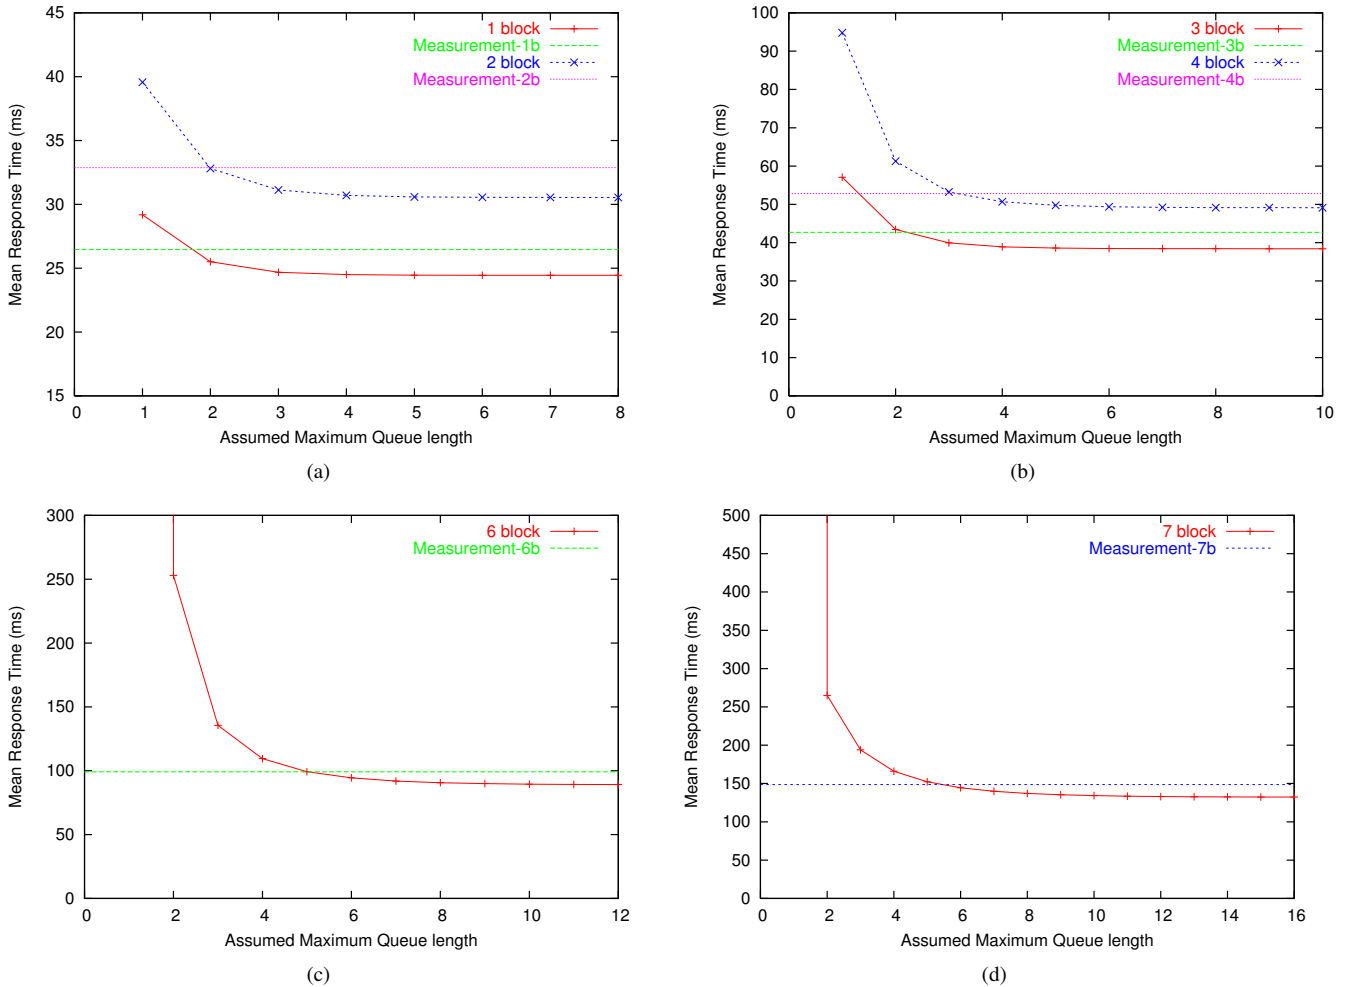 45
40
35
30
25
20
15
0 1 2 3 4 5 6 7 8
Mean Response Time (ms)
Assumed Maximum Queue length
1 block
Measurement-1b
2 block
Measurement-2b
(a)
100
90
80
70
60
50
40
30
20
10
0
0 2 4 6 8 10
Mean Response Time (ms)
Assumed Maximum Queue length
3 block
Measurement-3b
4 block
Measurement-4b
(b)
300
250
200
150
100
50
0
0 2 4 6 8 10 12
Mean Response Time (ms)
Assumed Maximum Queue length
6 block
Measurement-6b
(c)
500
450
400
350
300
250
200
150
100
50
0
0 2 4 6 8 10 12 14 16
Mean Response Time (ms)
Assumed Maximum Queue length
7 block
Measurement-7b
(d)